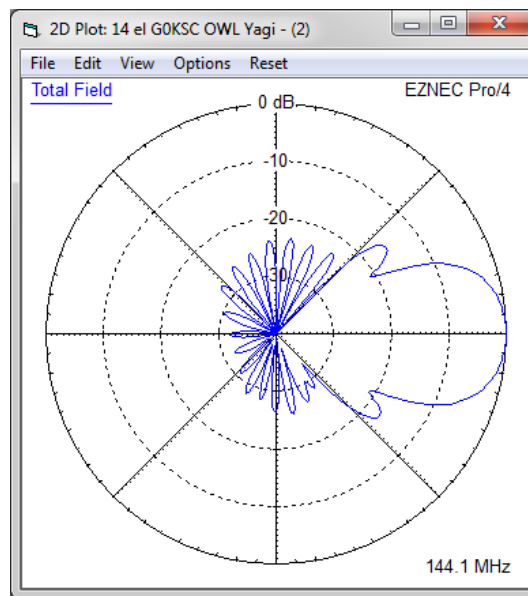 2D Plot: 14 el G0KSC OWL Yagi - (2)
File Edit View Options Reset
Total Field
EZNEC Pro/4
0 dB
-10
-20
-30
144.1 MHz